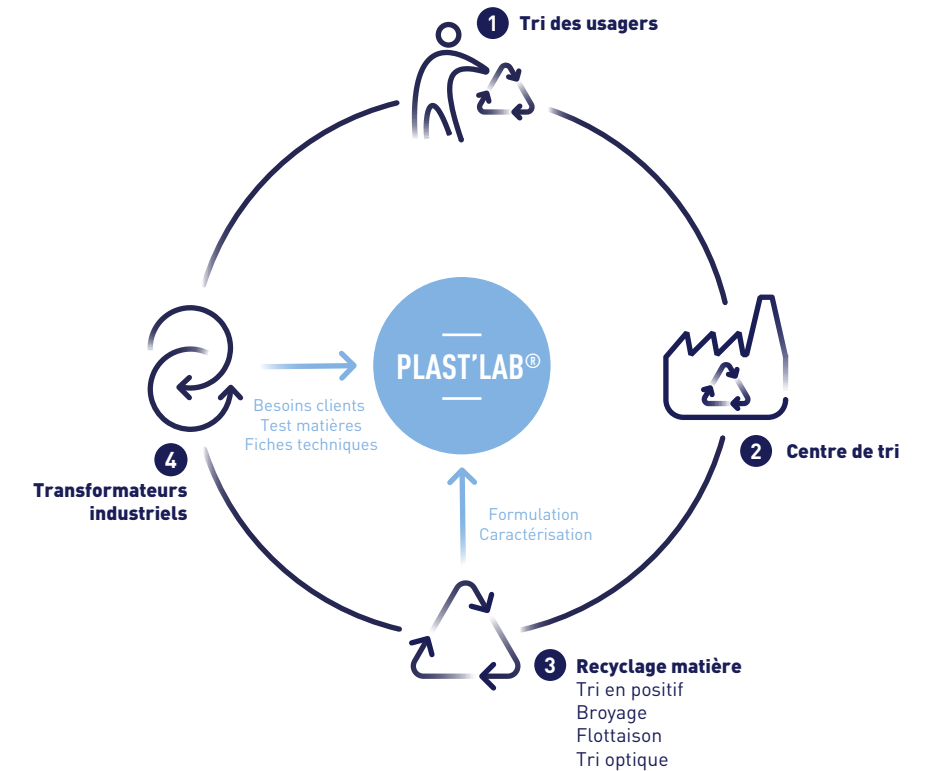 1 Tri des usagers
PLAST'LAB®
Besoins clients
Test matières
Fiches techniques
2 Centre de tri
4
Transformateurs
industriels
Formulation
Caractérisation
3 Recyclage matière
Tri en positif
Broyage
Flottaison
Tri optique